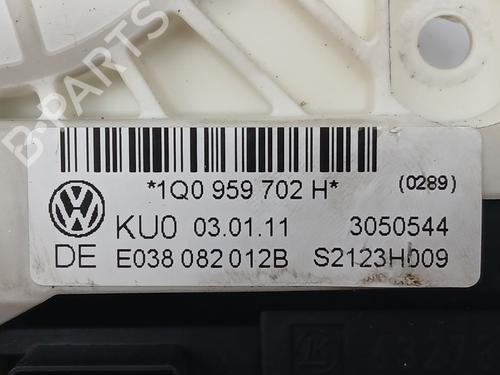 B-PARTS
*1Q0 959 702 H* (0289)
KU0 03.01.11 3050544
DE E038 082 012B S2123H009